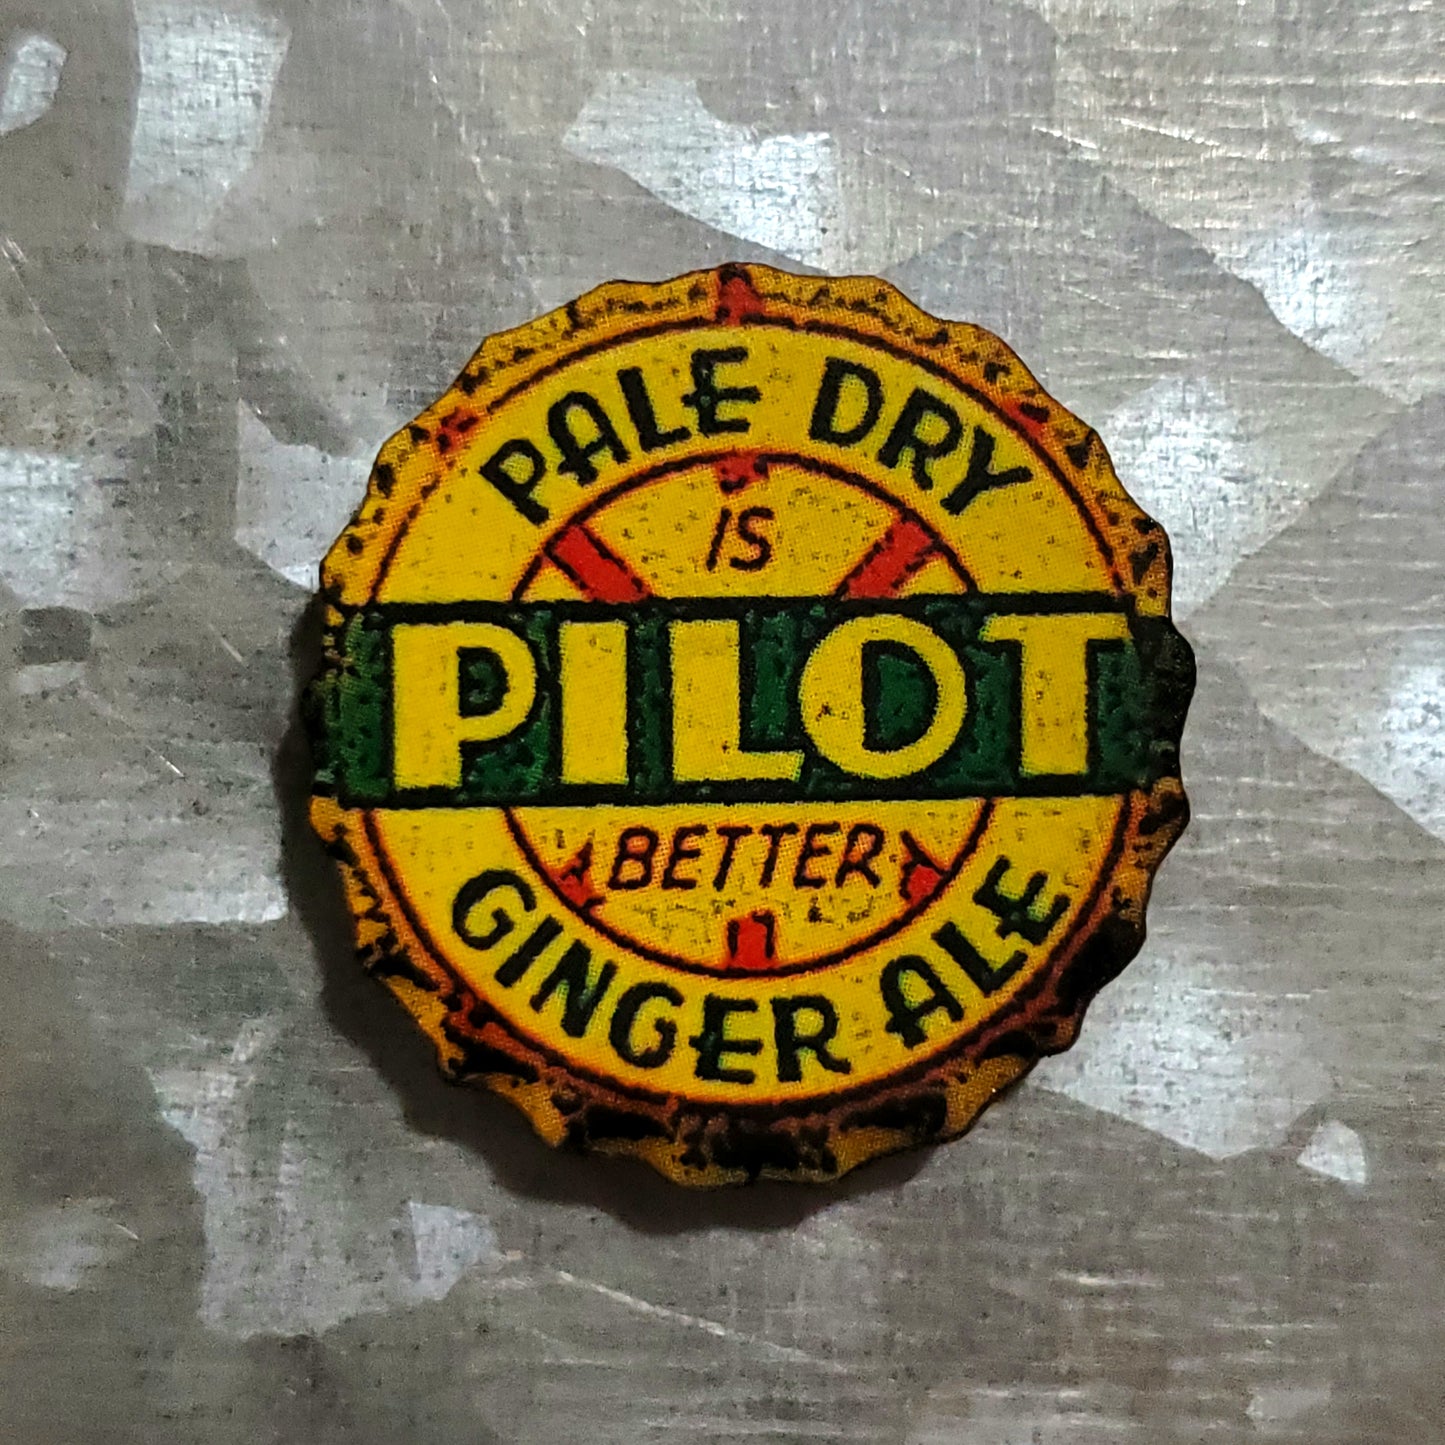 PALE DRY
IS
PILOT
BETTER
GINGER ALE